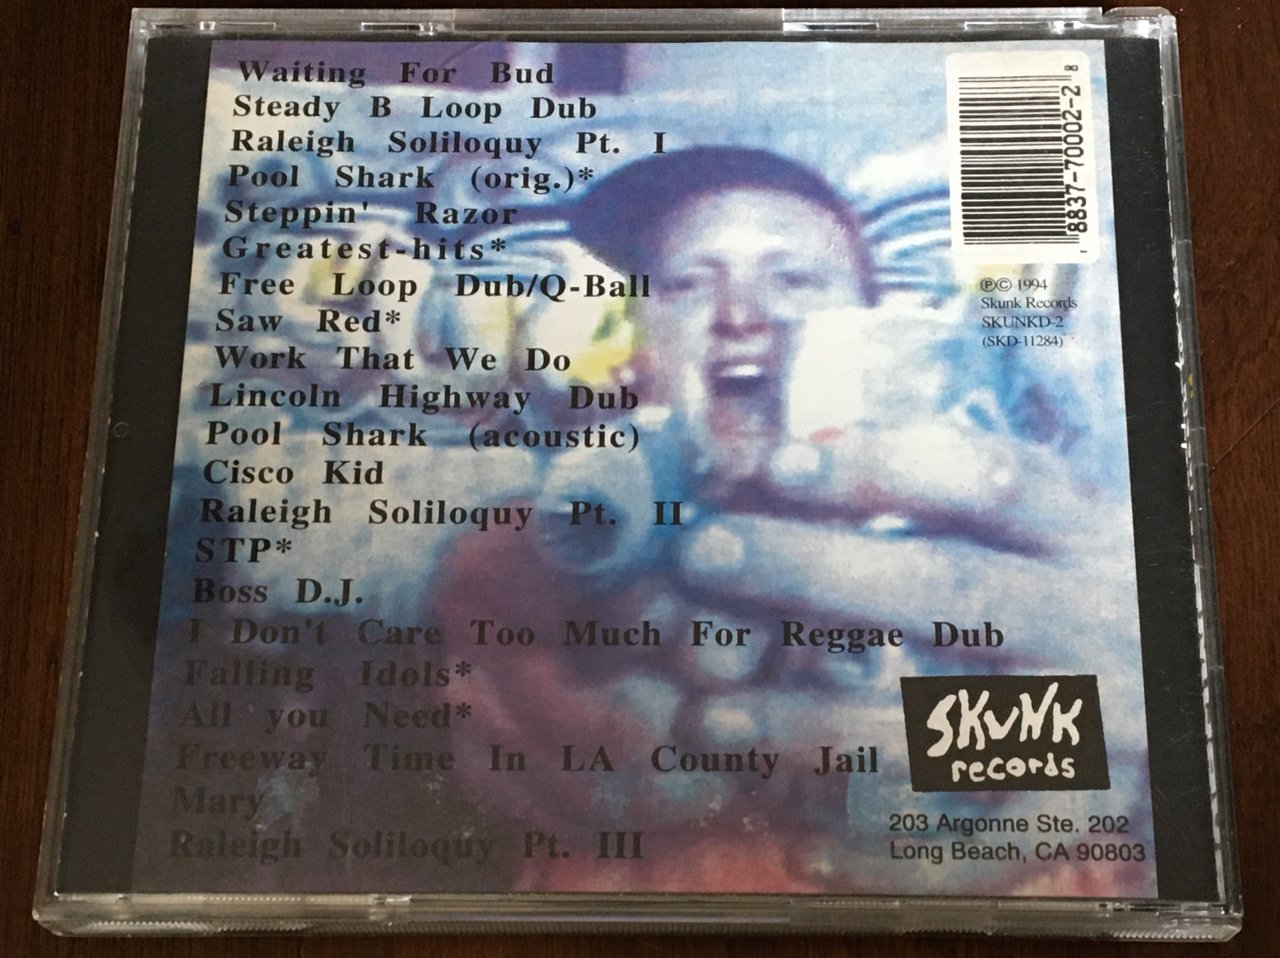 Waiting For Bud
Steady B Loop Dub
Raleigh Soliloquy Pt. I
Pool Shark (orig.)*
Steppin' Razor
Greatest-hits*
Free Loop Dub/Q-Ball
Saw Red*
Work That We Do
Lincoln Highway Dub
Pool Shark (acoustic)
Cisco Kid
Raleigh Soliloquy Pt. II
STP*
Boss D.J.
I Don't Care Too Much For Reggae Dub
Falling Idols*
All you Need*
Freeway Time In LA County Jail
Mary
Raleigh Soliloquy Pt. III
1 8837-70002-2 8
℗© 1994
Skunk Records
SKUNKD-2
(SKD-11284)
SKUNK
records
203 Argonne Ste. 202
Long Beach, CA 90803